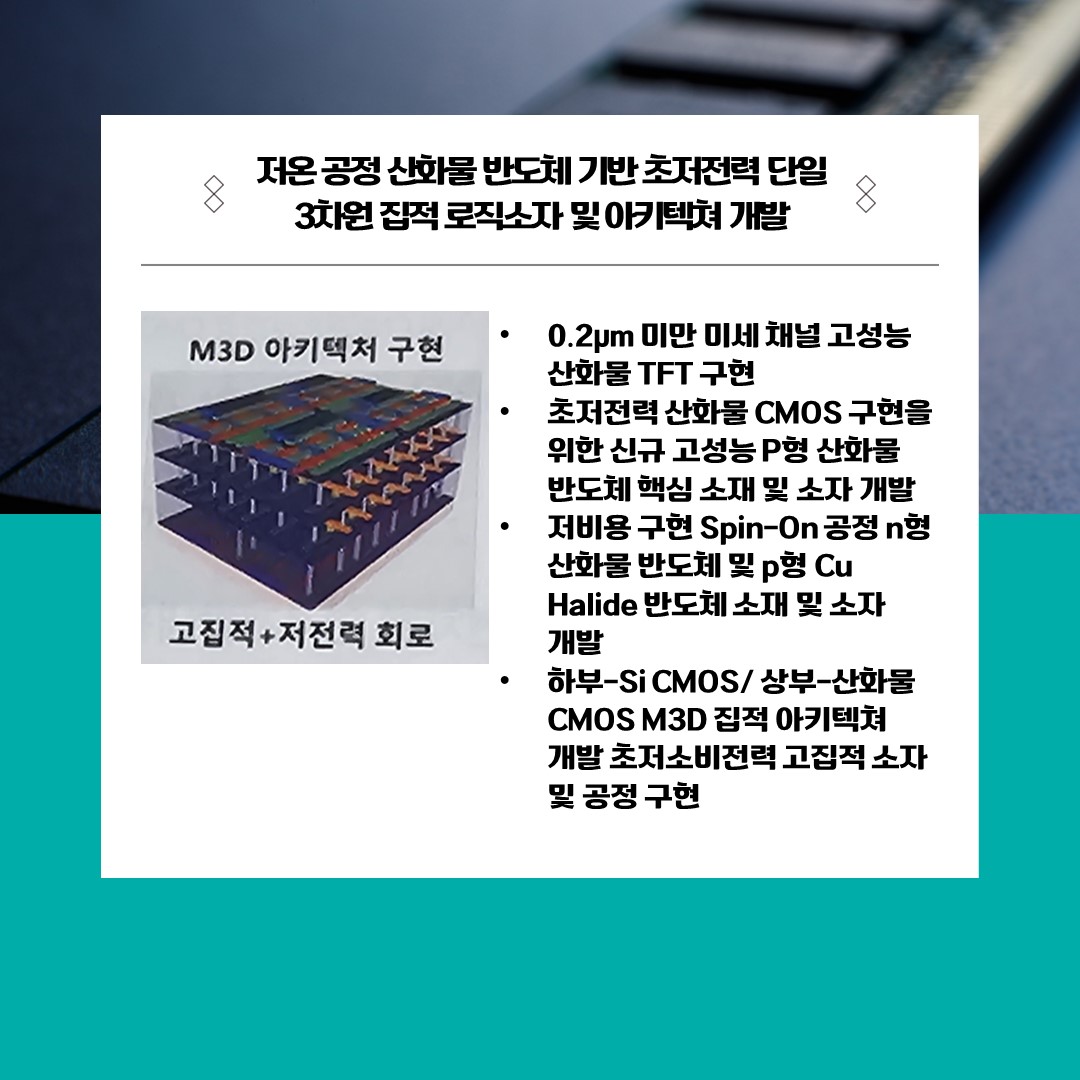 저온 공정 산화물 반도체 기반 초저전력 단일
3차원 집적 로직소자 및 아키텍쳐 개발
M3D 아키텍처 구현
고집적+저전력 회로
• 0.2µm 미만 미세 채널 고성능
산화물 TFT 구현
• 초저전력 산화물 CMOS 구현을
위한 신규 고성능 P형 산화물
반도체 핵심 소재 및 소자 개발
• 저비용 구현 Spin-On 공정 n형
산화물 반도체 및 p형 Cu
Halide 반도체 소재 및 소자
개발
• 하부-Si CMOS/ 상부-산화물
CMOS M3D 집적 아키텍쳐
개발 초저소비전력 고집적 소자
및 공정 구현